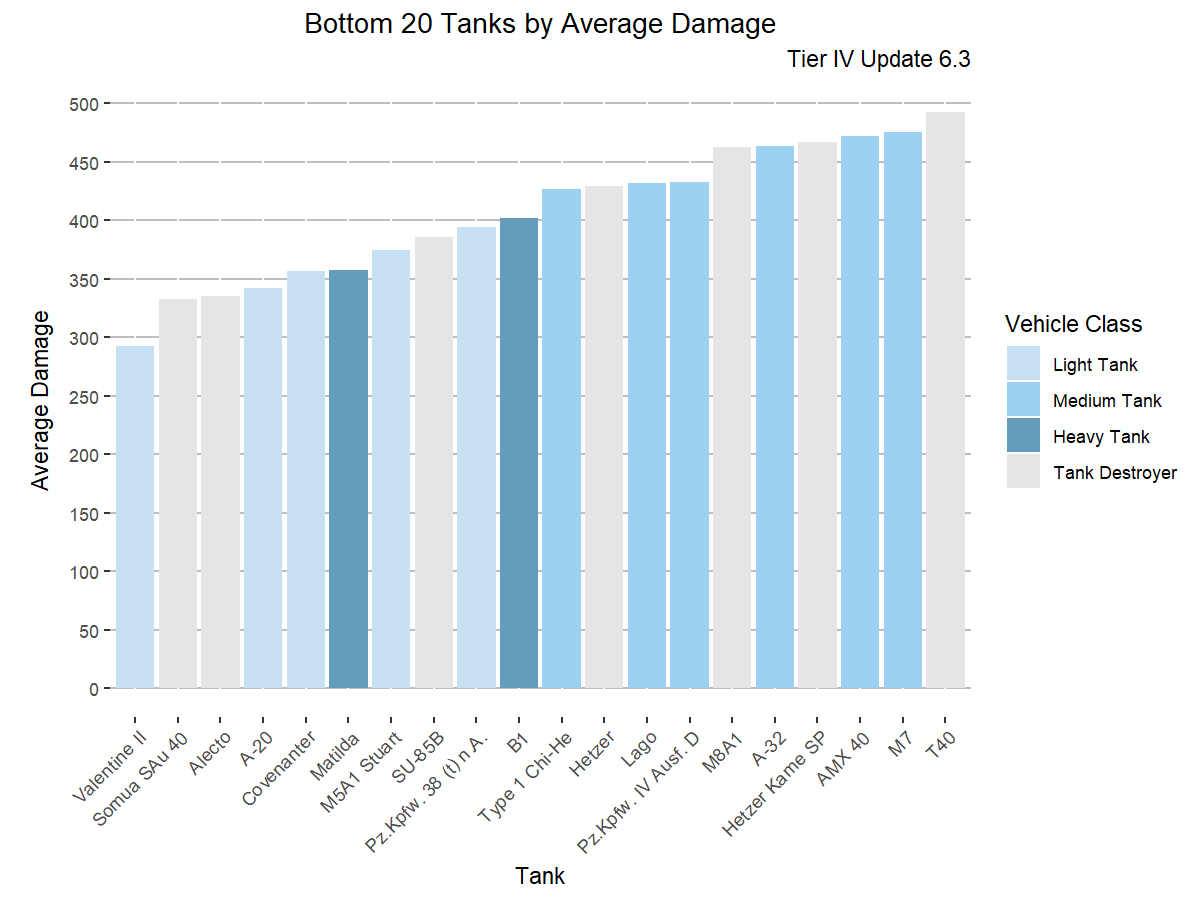 Bottom 20 Tanks by Average Damage
Tier IV Update 6.3
Average Damage
500
450
400
350
300
250
200
150
100
50
0
Valentine II
Somua SAu 40
Alecto
A-20
Covenanter
Matilda
M5A1 Stuart
SU-85B
Pz.Kpfw. 38 (t) n.A.
B1
Type 1 Chi-He
Hetzer
Lago
Pz.Kpfw. IV Ausf. D
M8A1
A-32
Hetzer Kame SP
AMX 40
M7
T40
Tank
Vehicle Class
Light Tank
Medium Tank
Heavy Tank
Tank Destroyer